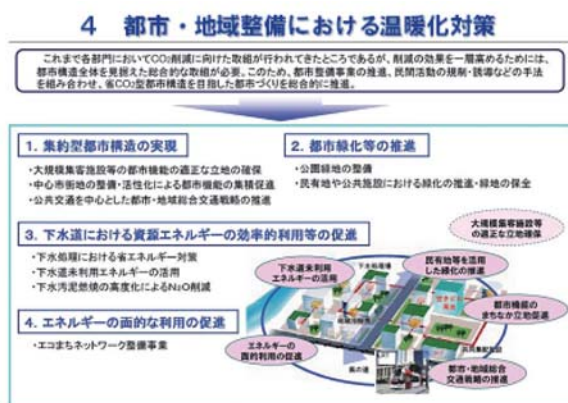 4 都市・地域整備における温暖化対策
これまで各部門においてCO₂削減に向けた取組が行われてきたところであるが、削減の効果を一層高めるためには、
都市構造全体を見据えた総合的な取組が必要。このため、都市整備事業の推進、民間活動の規制・誘導などの手法
を組み合わせ、省CO₂型都市構造を目指した都市づくりを総合的に推進。
1. 集約型都市構造の実現
・大規模集客施設等の都市機能の適正な立地の確保
・中心市街地の整備・活性化による都市機能の集積促進
・公共交通を中心とした都市・地域総合交通戦略の推進
2. 都市緑化等の推進
・公園緑地の整備
・民有地や公共施設における緑化の推進・緑地の保全
3. 下水道における資源エネルギーの効率的利用等の促進
・下水処理における省エネルギー対策
・下水道未利用エネルギーの活用
・下水汚泥燃焼の高度化によるN₂O削減
4. エネルギーの面的な利用の促進
・エコまちネットワーク整備事業
大規模集客施設等
の適正な立地確保
下水処理場
民有地等を活用
した緑化の推進
下水道未利用
エネルギーの活用
都市機能の
まちなか立地促進
エネルギーの
面的利用の促進
風の道
都市・地域総合
交通戦略の推進